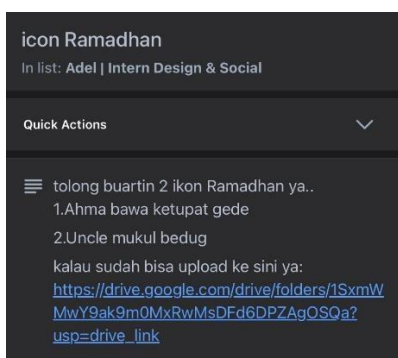 icon Ramadhan
In list: Adel | Intern Design & Social
Quick Actions
tolong buartin 2 ikon Ramadhan ya..
1.Ahma bawa ketupat gede
2.Uncle mukul bedug
kalau sudah bisa upload ke sini ya:
https://drive.google.com/drive/folders/1SxmW
MwY9ak9m0MxRwMsDFd6DPZAgOSQa?
usp=drive_link